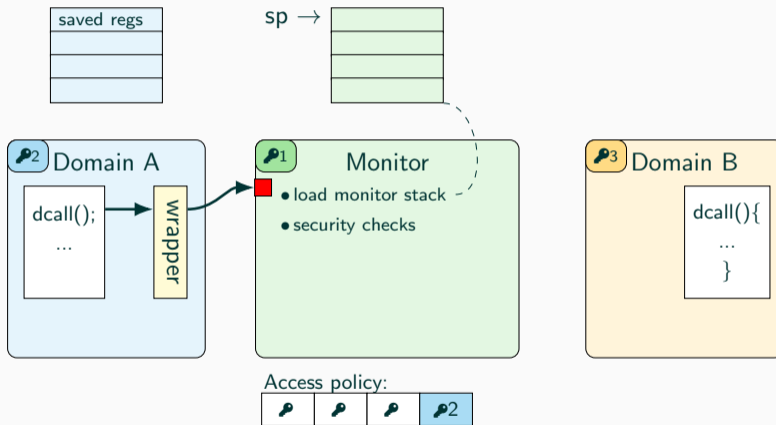 saved regs
sp →
2 Domain A
1 Monitor
3 Domain B
dcall();
...
wrapper
• load monitor stack
• security checks
dcall(){
...
}
Access policy:
2